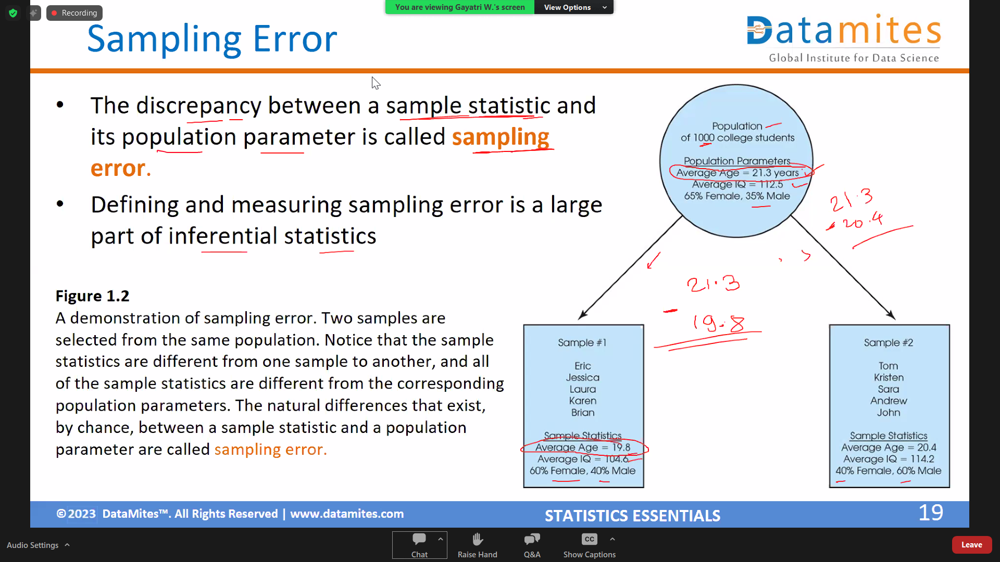 Recording
You are viewing Gayatri W.'s screen
View Options
Sampling Error
Datamites
Global Institute for Data Science
• The discrepancy between a sample statistic and
its population parameter is called sampling
error.
• Defining and measuring sampling error is a large
part of inferential statistics
Figure 1.2
A demonstration of sampling error. Two samples are
selected from the same population. Notice that the sample
statistics are different from one sample to another, and all
of the sample statistics are different from the corresponding
population parameters. The natural differences that exist,
by chance, between a sample statistic and a population
parameter are called sampling error.
Population
of 1000 college students
Population Parameters
Average Age = 21.3 years
Average IQ = 112.5
65% Female, 35% Male
21.3
- 20.4
21.3
-
19.8
Sample #1
Eric
Jessica
Laura
Karen
Brian
Sample Statistics
Average Age = 19.8
Average IQ = 104.6
60% Female, 40% Male
Sample #2
Tom
Kristen
Sara
Andrew
John
Sample Statistics
Average Age = 20.4
Average IQ = 114.2
40% Female, 60% Male
©2023 DataMites™. All Rights Reserved | www.datamites.com
STATISTICS ESSENTIALS
19
Audio Settings
Chat
Raise Hand
Q&A
CC
Show Captions
Leave